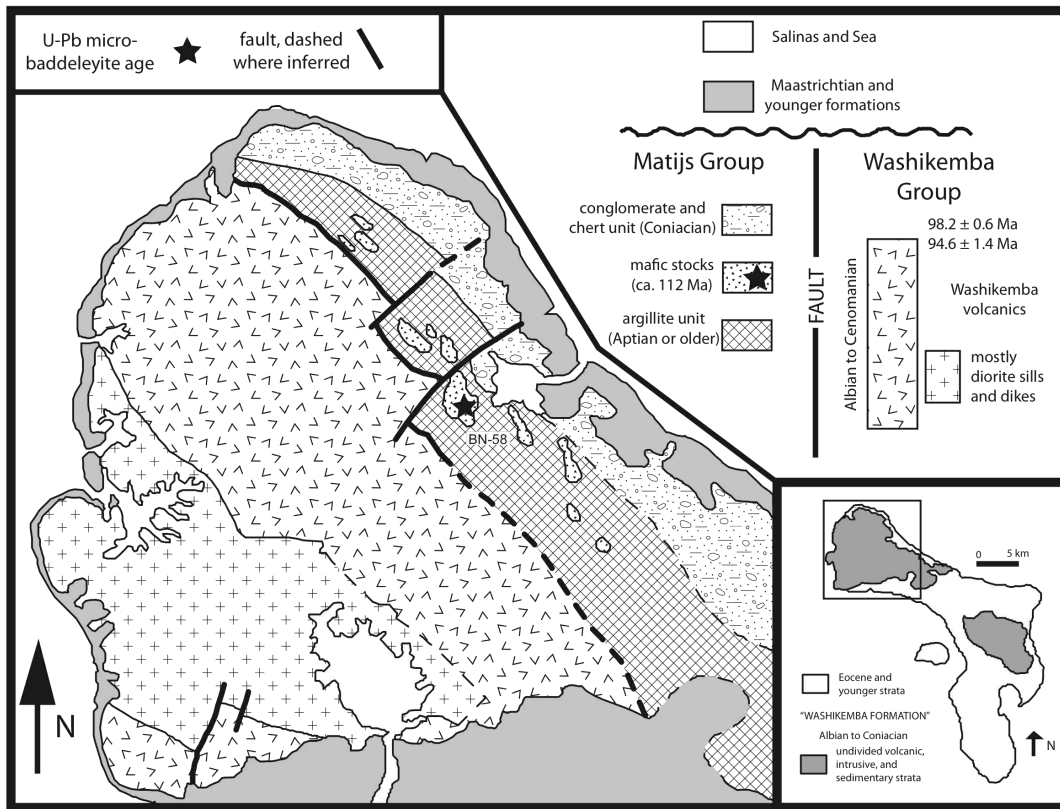 U-Pb micro-
baddeleyite age
fault, dashed
where inferred
Salinas and Sea
Maastrichtian and
younger formations
Matijs Group
conglomerate and
chert unit (Coniacian)
mafic stocks
(ca. 112 Ma)
argillite unit
(Aptian or older)
FAULT
Washikemba
Group
98.2 ± 0.6 Ma
94.6 ± 1.4 Ma
Albian to Cenomanian
Washikemba
volcanics
mostly
diorite sills
and dikes
BN-58
N
0 5 km
Eocene and
younger strata
"WASHIKEMBA FORMATION"
Albian to Coniacian
undivided volcanic,
intrusive, and
sedimentary strata
N